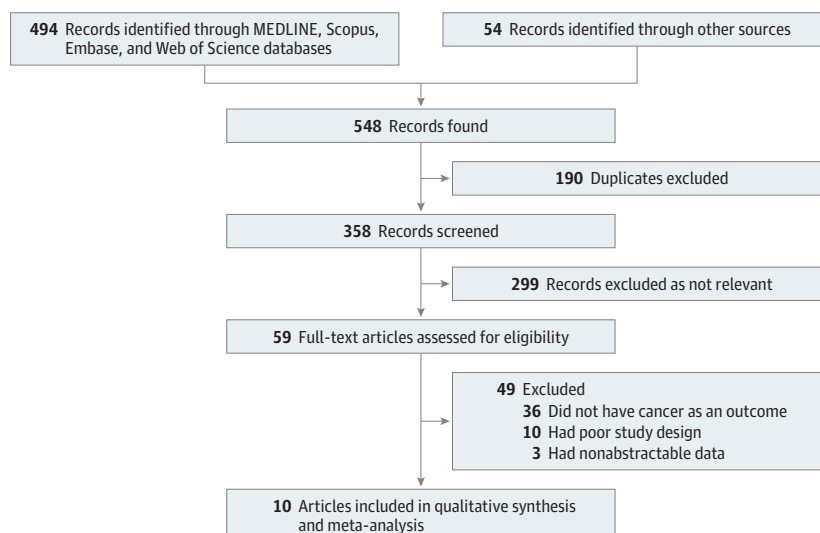 494 Records identified through MEDLINE, Scopus,
Embase, and Web of Science databases
54 Records identified through other sources
548 Records found
190 Duplicates excluded
358 Records screened
299 Records excluded as not relevant
59 Full-text articles assessed for eligibility
49 Excluded
36 Did not have cancer as an outcome
10 Had poor study design
3 Had nonabstractable data
10 Articles included in qualitative synthesis
and meta-analysis